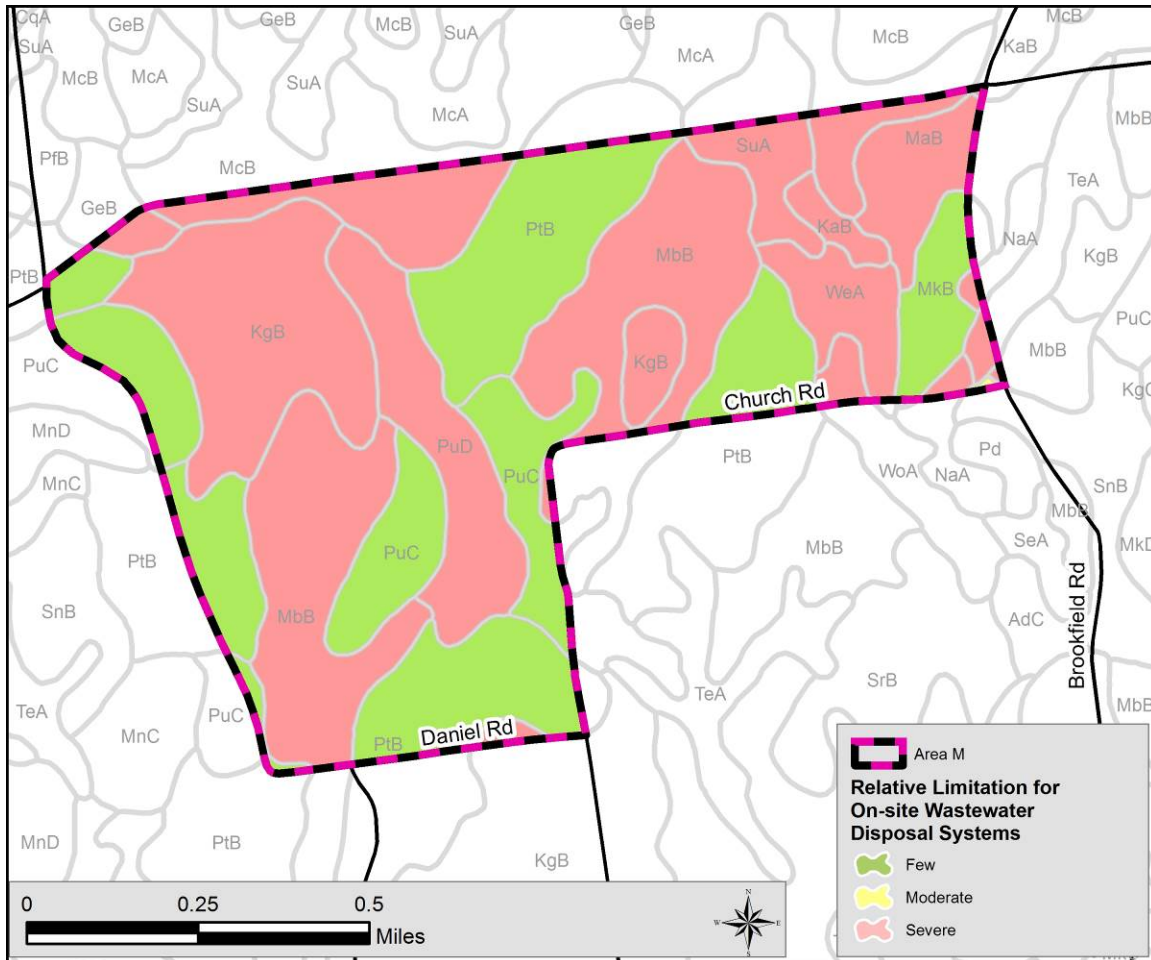 CqA
GeB
GeB
SuA
GeB
McB
McB
SuA
McB
McA
McA
KaB
SuA
SuA
McA
MbB
PfB
McB
SuA
MaB
TeA
GeB
KaB
NaA
PtB
PtB
MbB
KgB
WeA
MkB
KgB
PuC
PuC
KgB
MbB
KgC
Church Rd
MnD
PuD
PtB
Pd
PuC
WoA
NaA
SnB
MnC
MbB
SeA
MkD
PtB
PuC
MbB
SnB
MbB
AdC
Brookfield Rd
TeA
SrB
MbB
TeA
PuC
MnC
PtB
Daniel Rd
MnD
PtB
KgB
Area M
Relative Limitation for
On-site Wastewater
Disposal Systems
Few
Moderate
Severe
0 0.25 0.5
Miles
N
W E
S